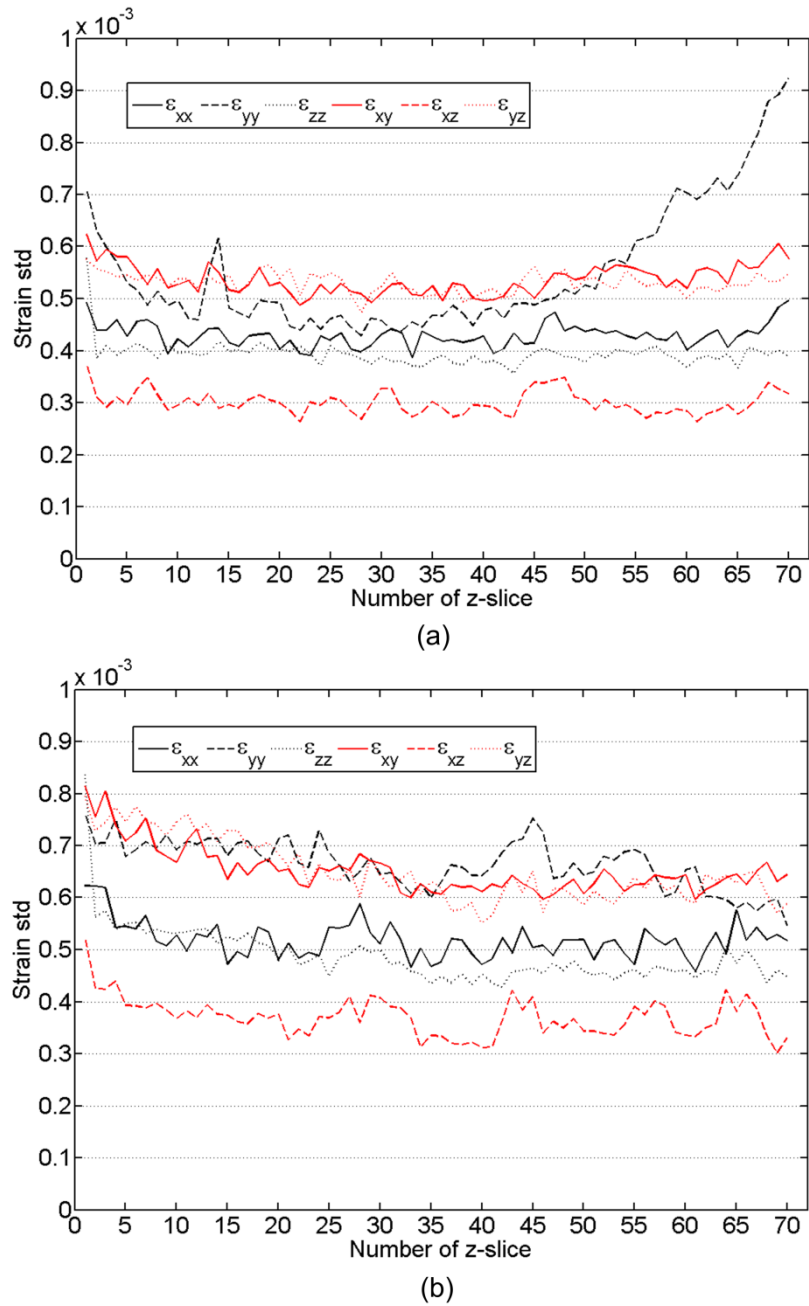 x 10⁻³
1
0.9
0.8
0.7
0.6
0.5
0.4
0.3
0.2
0.1
0
Strain std
εxx εyy εzz εxy εxz εyz
0 5 10 15 20 25 30 35 40 45 50 55 60 65 70
Number of z-slice
(a)
x 10⁻³
1
0.9
0.8
0.7
0.6
0.5
0.4
0.3
0.2
0.1
0
Strain std
εxx εyy εzz εxy εxz εyz
0 5 10 15 20 25 30 35 40 45 50 55 60 65 70
Number of z-slice
(b)